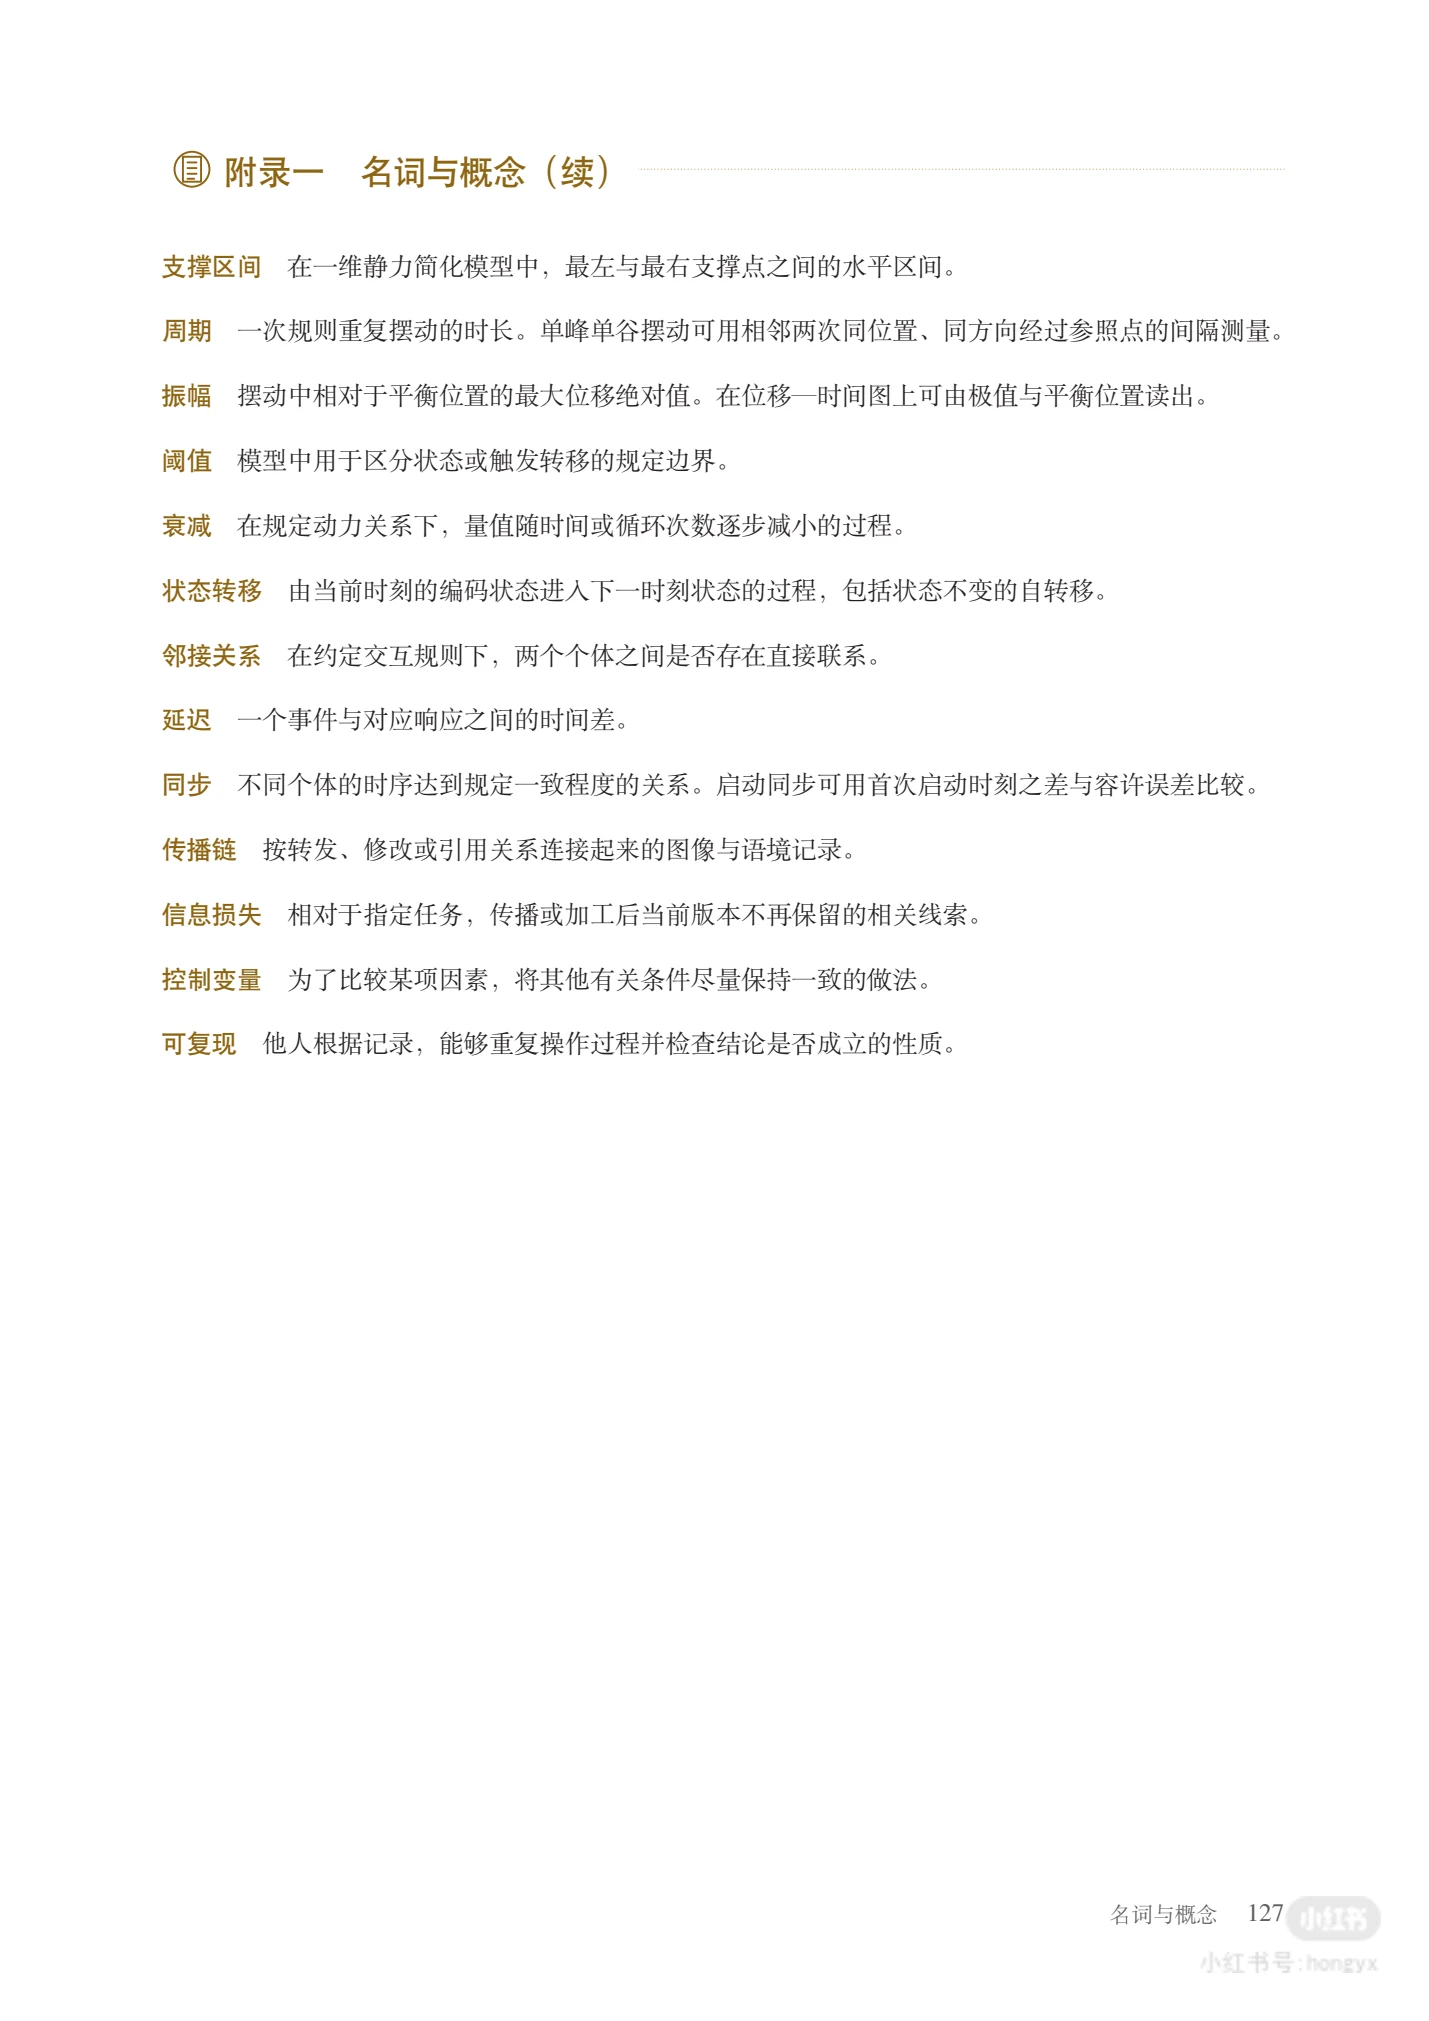 附录一　名词与概念（续）
支撑区间　在一维静力简化模型中，最左与最右支撑点之间的水平区间。
周期　一次规则重复摆动的时长。单峰单谷摆动可用相邻两次同位置、同方向经过参照点的间隔测量。
振幅　摆动中相对于平衡位置的最大位移绝对值。在位移—时间图上可由极值与平衡位置读出。
阈值　模型中用于区分状态或触发转移的规定边界。
衰减　在规定动力关系下，量值随时间或循环次数逐步减小的过程。
状态转移　由当前时刻的编码状态进入下一时刻状态的过程，包括状态不变的自转移。
邻接关系　在约定交互规则下，两个个体之间是否存在直接联系。
延迟　一个事件与对应响应之间的时间差。
同步　不同个体的时序达到规定一致程度的关系。启动同步可用首次启动时刻之差与容许误差比较。
传播链　按转发、修改或引用关系连接起来的图像与语境记录。
信息损失　相对于指定任务，传播或加工后当前版本不再保留的相关线索。
控制变量　为了比较某项因素，将其他有关条件尽量保持一致的做法。
可复现　他人根据记录，能够重复操作过程并检查结论是否成立的性质。
名词与概念　127
小红书
小红书号:hongyx